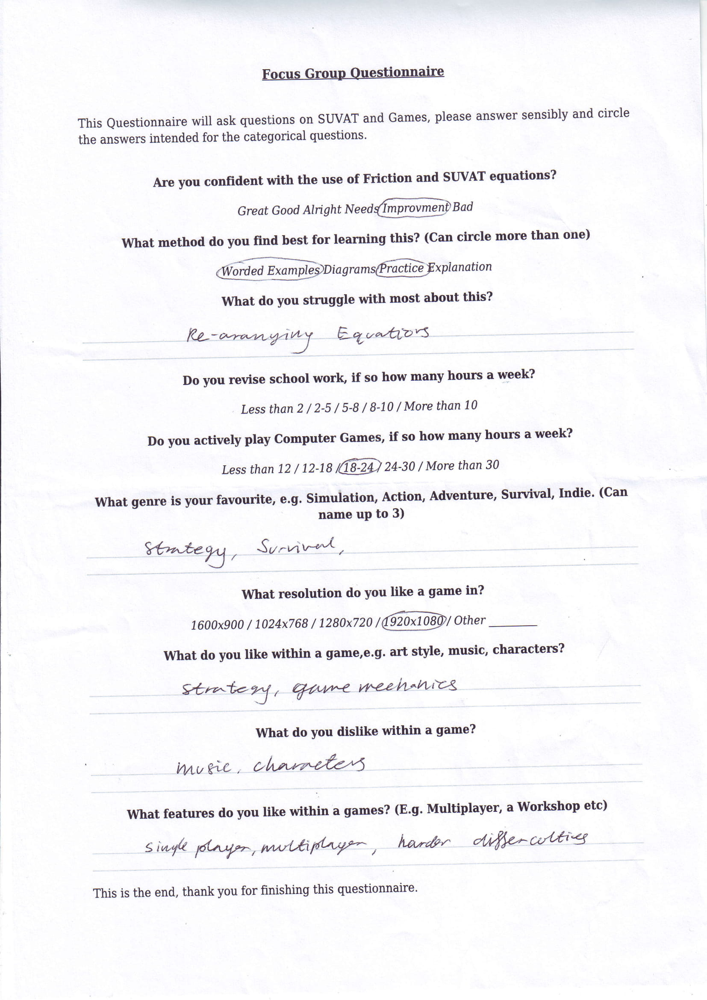 Focus Group Questionnaire
This Questionnaire will ask questions on SUVAT and Games, please answer sensibly and circle
the answers intended for the categorical questions.
Are you confident with the use of Friction and SUVAT equations?
Great Good Alright Needs Improvment Bad
What method do you find best for learning this? (Can circle more than one)
Worded Examples Diagrams Practice Explanation
What do you struggle with most about this?
Re-aranging Equations
Do you revise school work, if so how many hours a week?
Less than 2 / 2-5 / 5-8 / 8-10 / More than 10
Do you actively play Computer Games, if so how many hours a week?
Less than 12 / 12-18 / 18-24 / 24-30 / More than 30
What genre is your favourite, e.g. Simulation, Action, Adventure, Survival, Indie. (Can
name up to 3)
Strategy, Survival,
What resolution do you like a game in?
1600x900 / 1024x768 / 1280x720 / 1920x1080 / Other ________
What do you like within a game,e.g. art style, music, characters?
strategy, game mechanics
What do you dislike within a game?
music, characters
What features do you like within a games? (E.g. Multiplayer, a Workshop etc)
single player, multiplayer, harder differculties
This is the end, thank you for finishing this questionnaire.